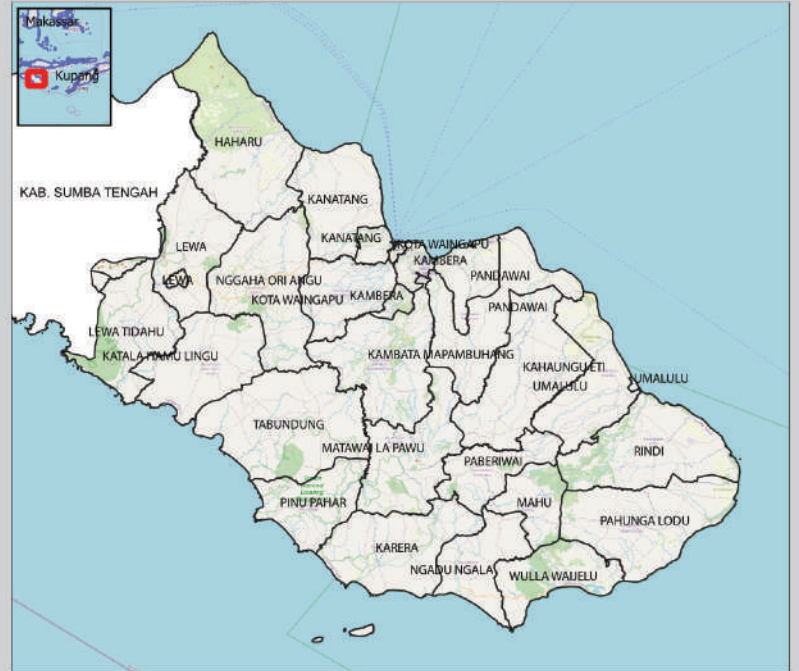 Makassar
Kupang
HAHARU
KAB. SUMBA TENGAH
KANATANG
LEWA
KANATANG
KOTA WAINGAPU
KAMBERA
PANDAWAI
LEWA
NGGAHA ORI ANGU
KOTA WAINGAPU
KAMBERA
PANDAWAI
LEWA TIDAHU
KATALA HAMU LINGU
KAMBATA MAPAMBUHANG
KAHAUNGU ETI
UMALULU
UMALULU
TABUNDUNG
MATAWAI LA PAWU
RINDI
PABERIWAI
PINU PAHAR
MAHU
PAHUNGA LODU
KARERA
NGADU NGALA
WULLA WAIJELU